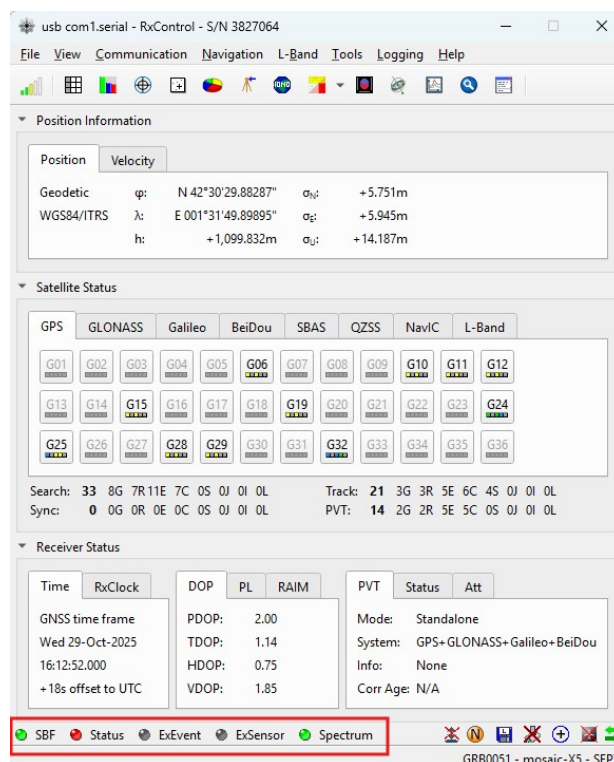 usb com1.serial - RxControl - S/N 3827064
File View Communication Navigation L-Band Tools Logging Help
Position Information
Position Velocity
Geodetic φ: N 42°30'29.88287" σN: +5.751m
WGS84/ITRS λ: E 001°31'49.89895" σE: +5.945m
h: +1,099.832m σU: +14.187m
Satellite Status
GPS GLONASS Galileo BeiDou SBAS QZSS NavIC L-Band
G01 G02 G03 G04 G05 G06 G07 G08 G09 G10 G11 G12
G13 G14 G15 G16 G17 G18 G19 G20 G21 G22 G23 G24
G25 G26 G27 G28 G29 G30 G31 G32 G33 G34 G35 G36
Search: 33 8G 7R 11E 7C 0S 0J 0I 0L Track: 21 3G 3R 5E 6C 4S 0J 0I 0L
Sync: 0 0G 0R 0E 0C 0S 0J 0I 0L PVT: 14 2G 2R 5E 5C 0S 0J 0I 0L
Receiver Status
Time RxClock DOP PL RAIM PVT Status Att
GNSS time frame PDOP: 2.00 Mode: Standalone
Wed 29-Oct-2025 TDOP: 1.14 System: GPS+GLONASS+Galileo+BeiDou
16:12:52.000 HDOP: 0.75 Info: None
+18s offset to UTC VDOP: 1.85 Corr Age: N/A
SBF Status ExEvent ExSensor Spectrum N
GRB0051 - mosaic-X5 - SEP